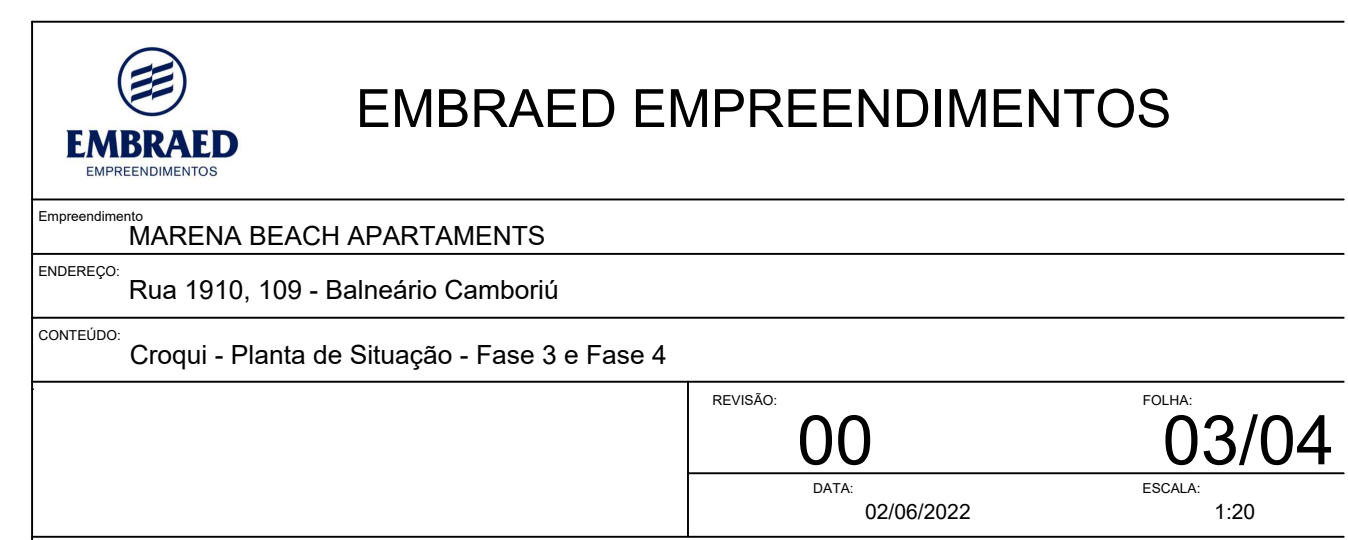 EMBRAED
EMPREENDIMENTOS
EMBRAED EMPREENDIMENTOS
Empreendimento
MARENA BEACH APARTAMENTS
ENDEREÇO:
Rua 1910, 109 - Balneário Camboriú
CONTEÚDO:
Croqui - Planta de Situação - Fase 3 e Fase 4
REVISÃO:
00
FOLHA:
03/04
DATA:
02/06/2022
ESCALA:
1:20